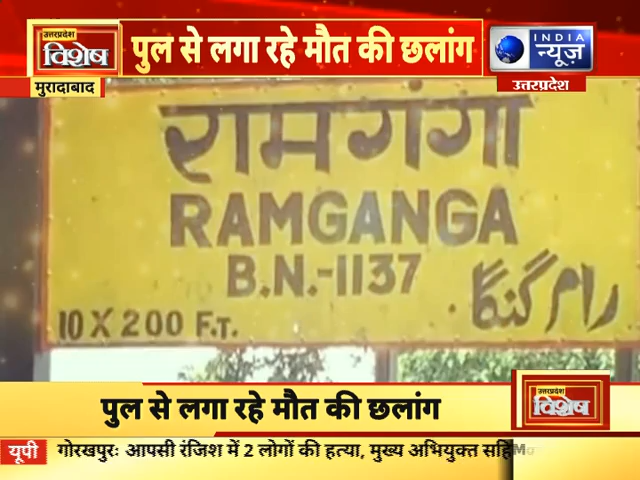 उत्तरप्रदेश
विशेष
मुरादाबाद
पुल से लगा रहे मौत की छलांग
INDIA
न्यूज़
उत्तरप्रदेश
रामगंगा
RAMGANGA
B.N.-1137
10 X 200 F.T.
رام گنگا
पुल से लगा रहे मौत की छलांग
उत्तरप्रदेश
विशेष
यूपी
गोरखपुरः आपसी रंजिश में 2 लोगों की हत्या, मुख्य अभियुक्त सहि